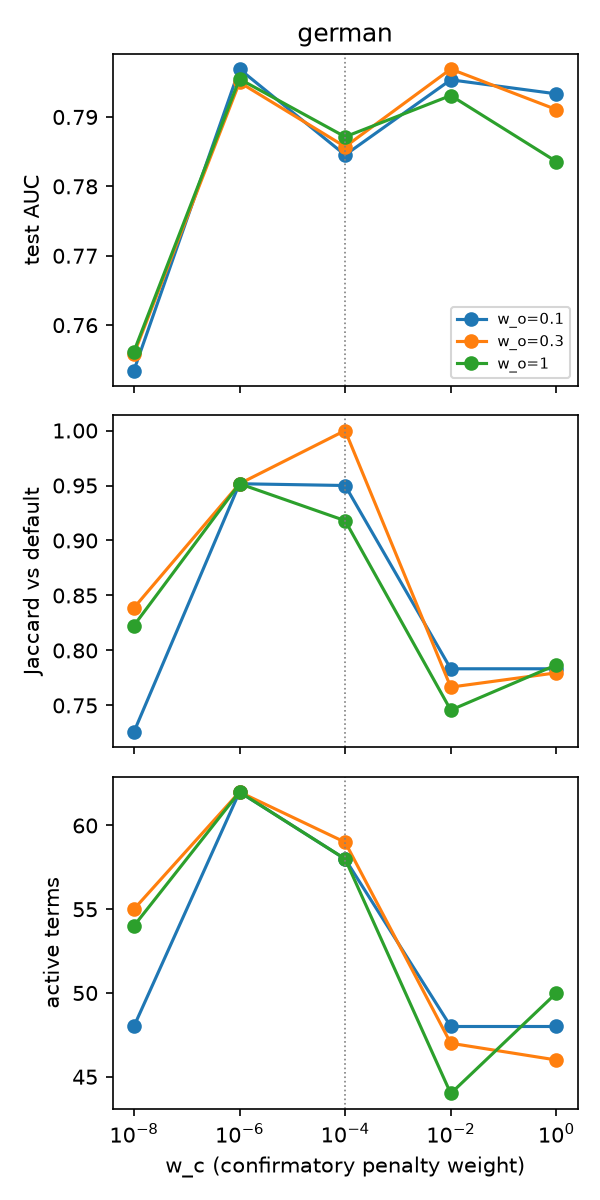 german
test AUC
0.79
0.78
0.77
0.76
w_o=0.1
w_o=0.3
w_o=1
Jaccard vs default
1.00
0.95
0.90
0.85
0.80
0.75
active terms
60
55
50
45
10⁻⁸ 10⁻⁶ 10⁻⁴ 10⁻² 10⁰
w_c (confirmatory penalty weight)